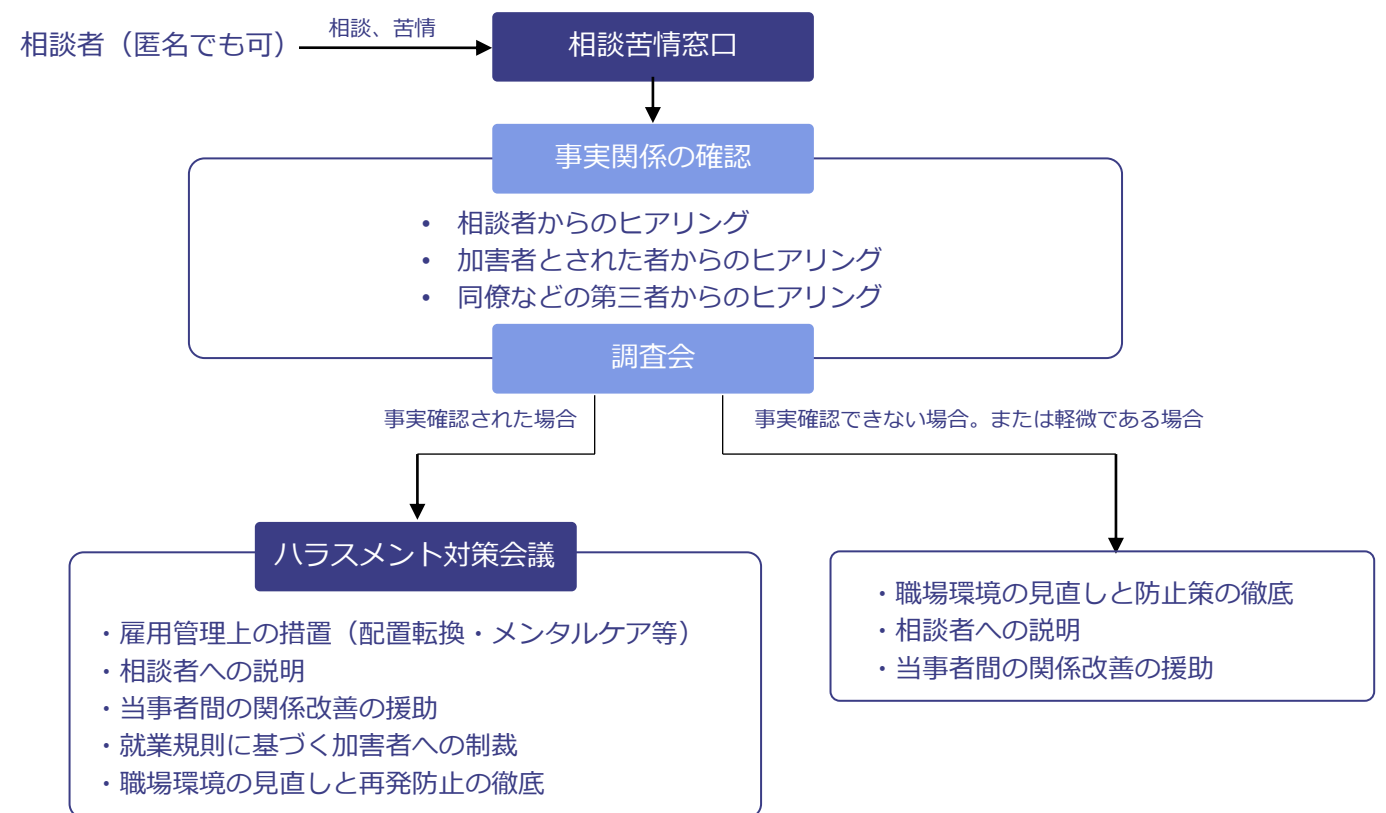 相談者（匿名でも可）
相談、苦情
相談苦情窓口
事実関係の確認
• 相談者からのヒアリング
• 加害者とされた者からのヒアリング
• 同僚などの第三者からのヒアリング
調査会
事実確認された場合
事実確認できない場合。または軽微である場合
ハラスメント対策会議
・雇用管理上の措置（配置転換・メンタルケア等）
・相談者への説明
・当事者間の関係改善の援助
・就業規則に基づく加害者への制裁
・職場環境の見直しと再発防止の徹底
・職場環境の見直しと防止策の徹底
・相談者への説明
・当事者間の関係改善の援助